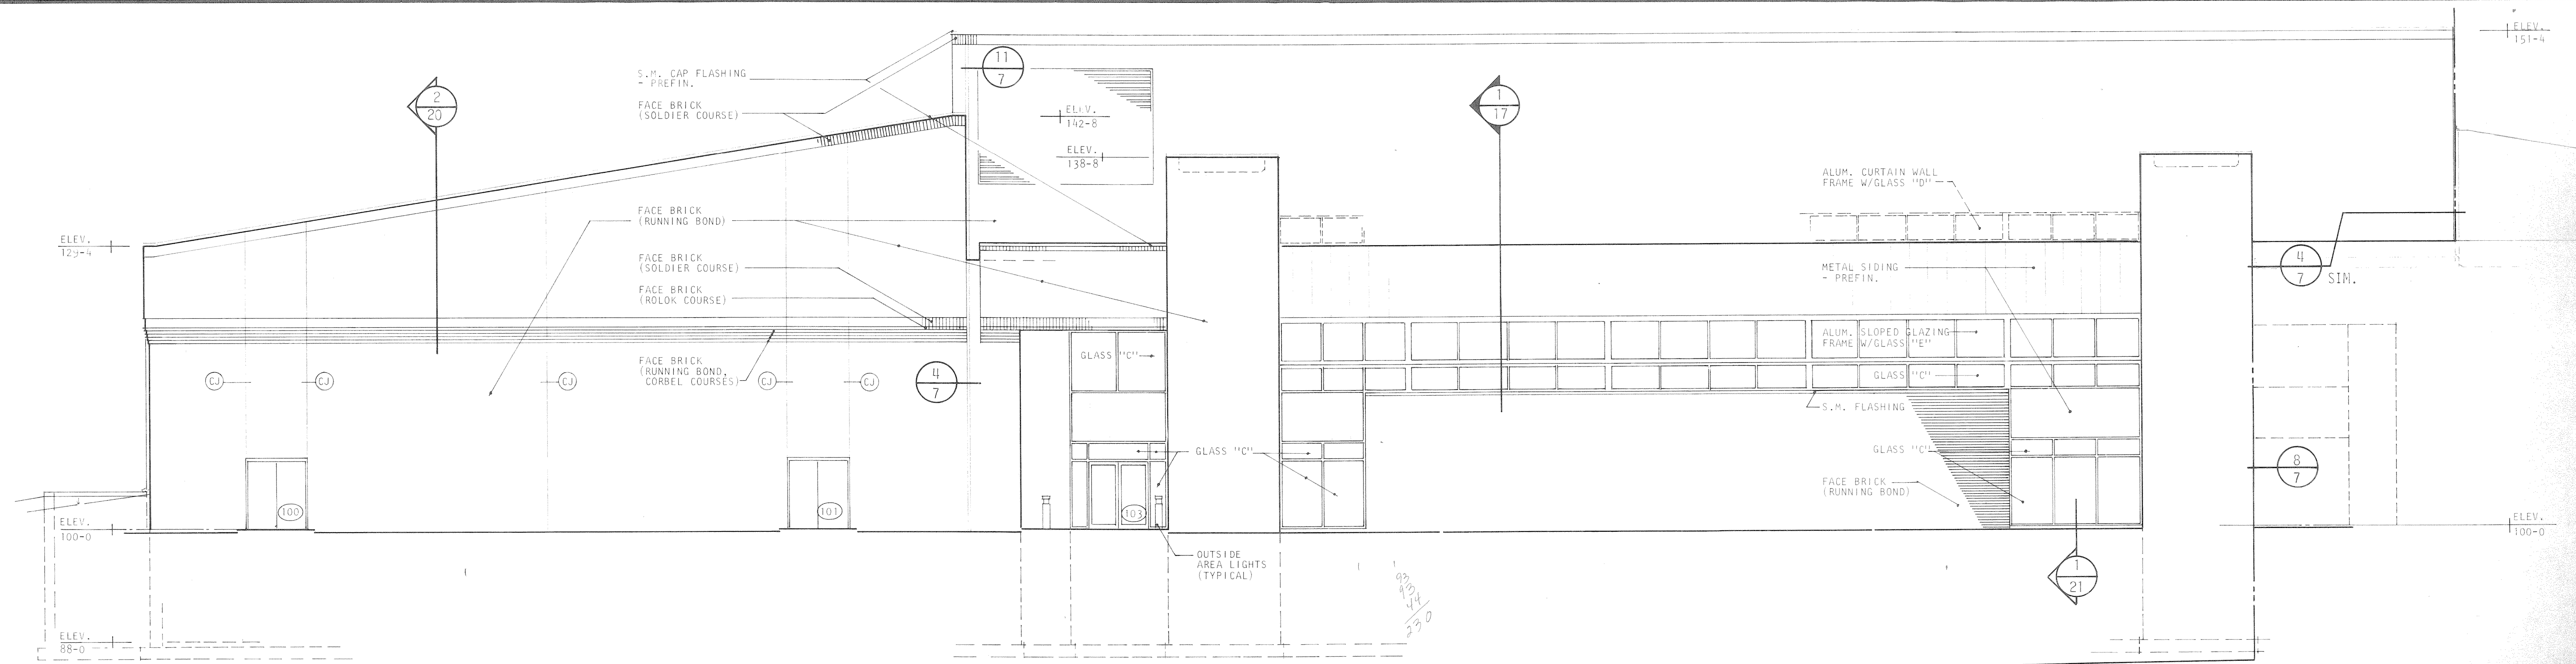 ELEV.
151-4
11
7
S.M. CAP FLASHING
- PREFIN.
FACE BRICK
(SOLDIER COURSE)
2
20
1
17
ELEV.
142-8
ELEV.
138-8
ALUM. CURTAIN WALL
FRAME W/GLASS "D"
FACE BRICK
(RUNNING BOND)
ELEV.
129-4
FACE BRICK
(SOLDIER COURSE)
FACE BRICK
(ROLOK COURSE)
METAL SIDING
- PREFIN.
4
7
SIM.
ALUM. SLOPED GLAZING
FRAME W/GLASS "E"
GLASS "C"
FACE BRICK
(RUNNING BOND,
CORBEL COURSES)
GLASS "C"
CJ
CJ
CJ
CJ
CJ
4
7
S.M. FLASHING
GLASS "C"
GLASS "C"
8
7
FACE BRICK
(RUNNING BOND)
100
101
103
ELEV.
100-0
ELEV.
100-0
OUTSIDE
AREA LIGHTS
(TYPICAL)
93
93
44
230
1
21
ELEV.
88-0